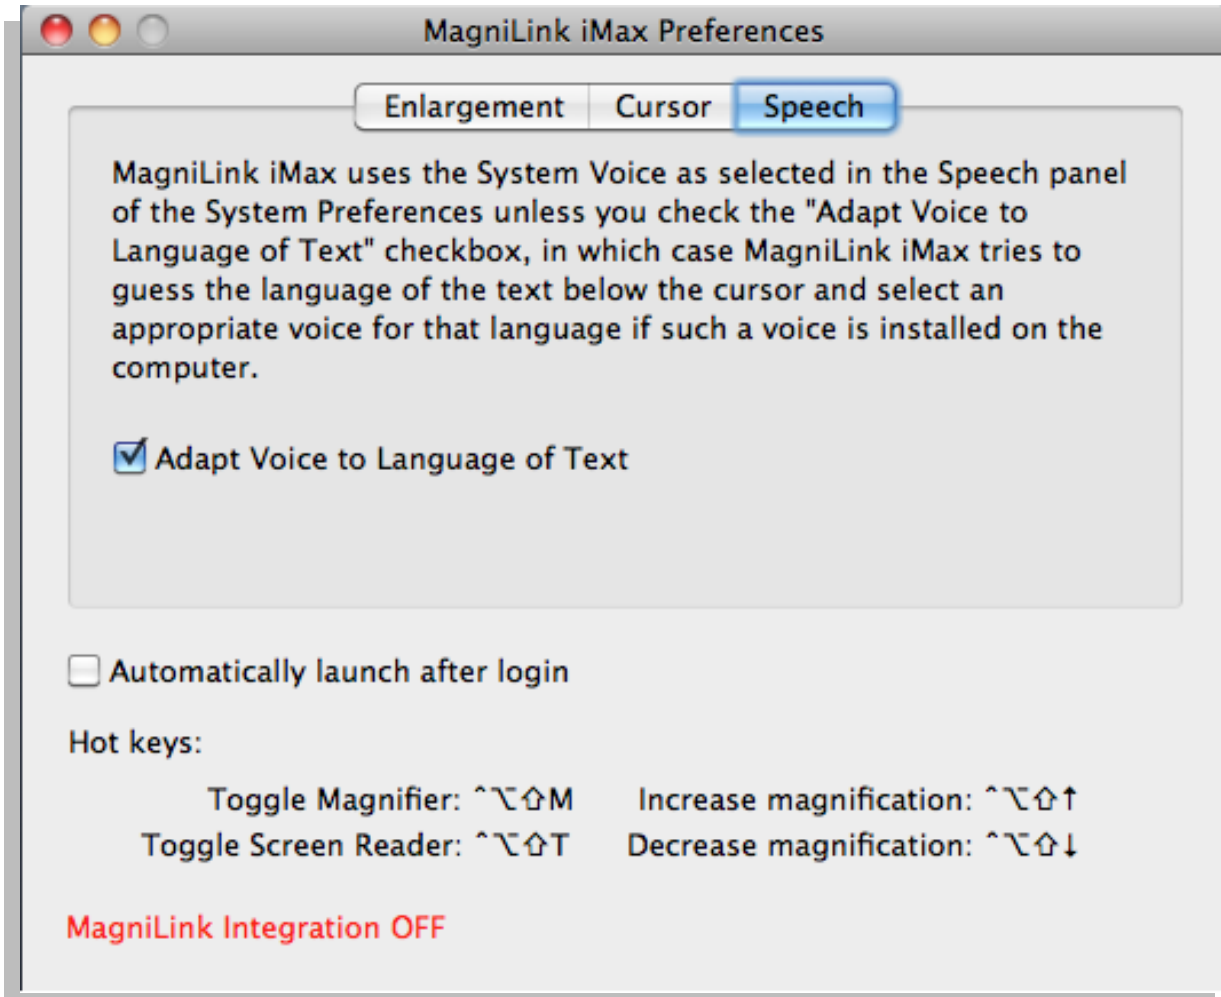 MagniLink iMax Preferences
Enlargement Cursor Speech
MagniLink iMax uses the System Voice as selected in the Speech panel
of the System Preferences unless you check the "Adapt Voice to
Language of Text" checkbox, in which case MagniLink iMax tries to
guess the language of the text below the cursor and select an
appropriate voice for that language if such a voice is installed on the
computer.
Adapt Voice to Language of Text
Automatically launch after login
Hot keys:
Toggle Magnifier: ⌃⌥⇧M Increase magnification: ⌃⌥⇧↑
Toggle Screen Reader: ⌃⌥⇧T Decrease magnification: ⌃⌥⇧↓
MagniLink Integration OFF